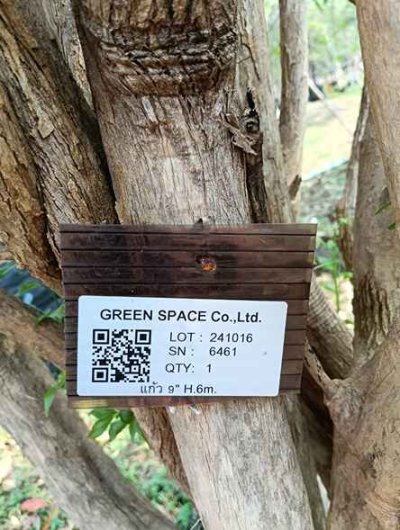 GREEN SPACE Co.,Ltd.
LOT : 241016
SN : 6461
QTY: 1
แก้ว 9" H.6m.